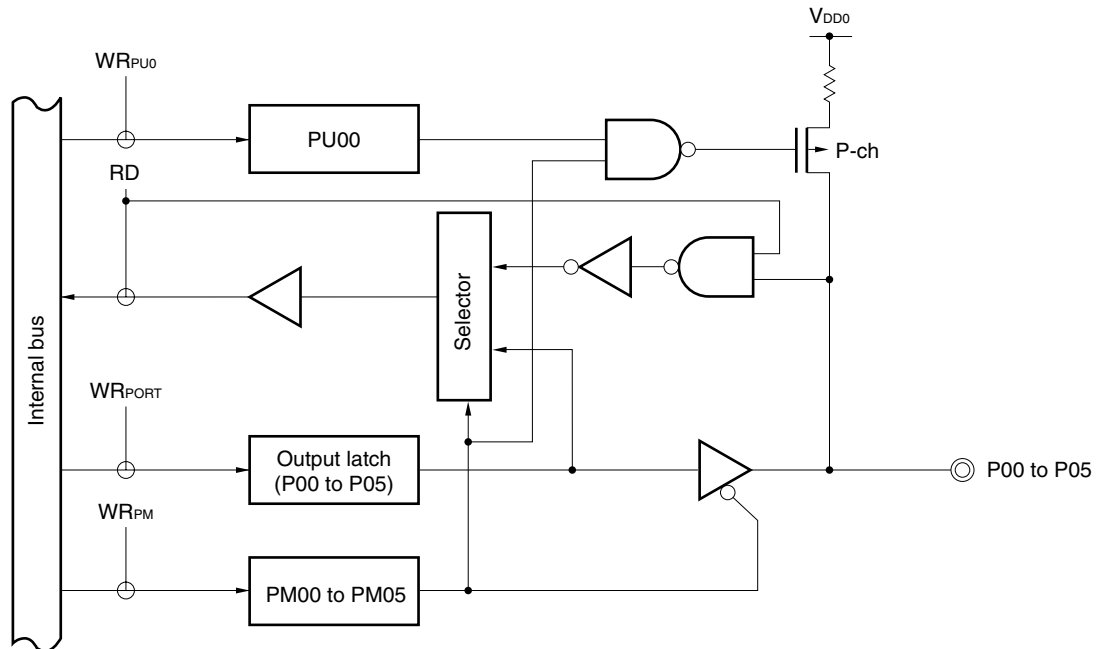 VDD0
WRPU0
PU00
P-ch
RD
Selector
Internal bus
WRPORT
Output latch
(P00 to P05)
P00 to P05
WRPM
PM00 to PM05